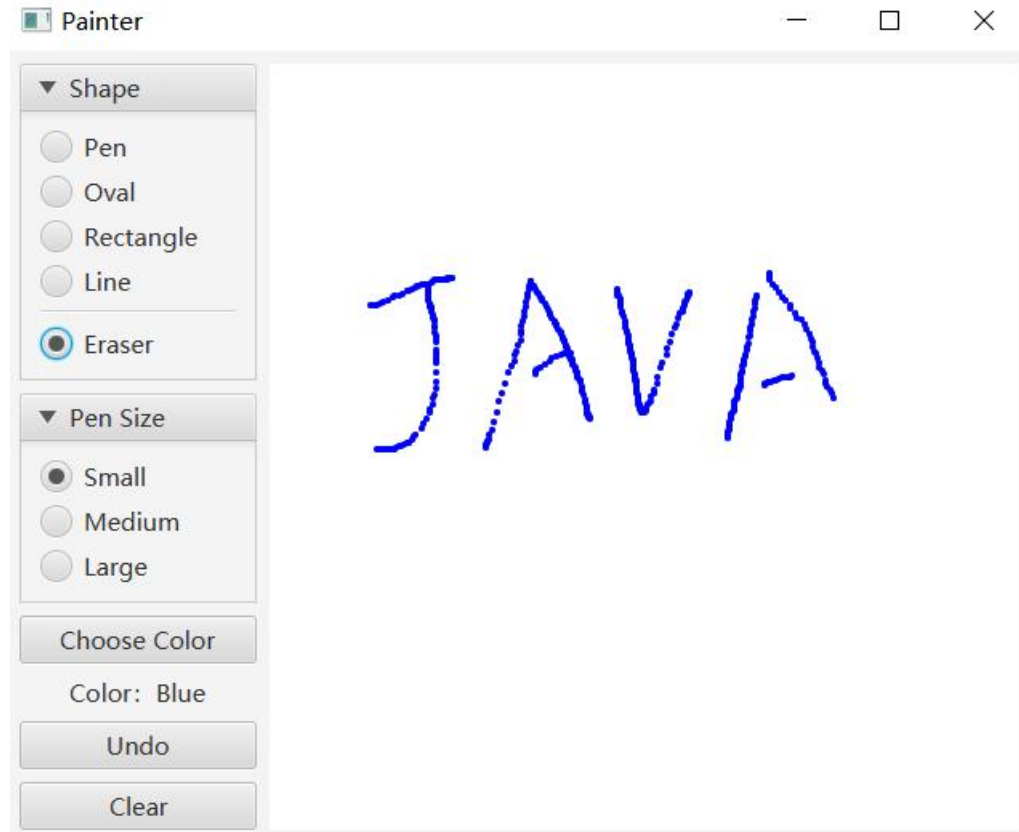 Painter
Shape
Pen
Oval
Rectangle
Line
Eraser
Pen Size
Small
Medium
Large
Choose Color
Color: Blue
Undo
Clear
JAVA